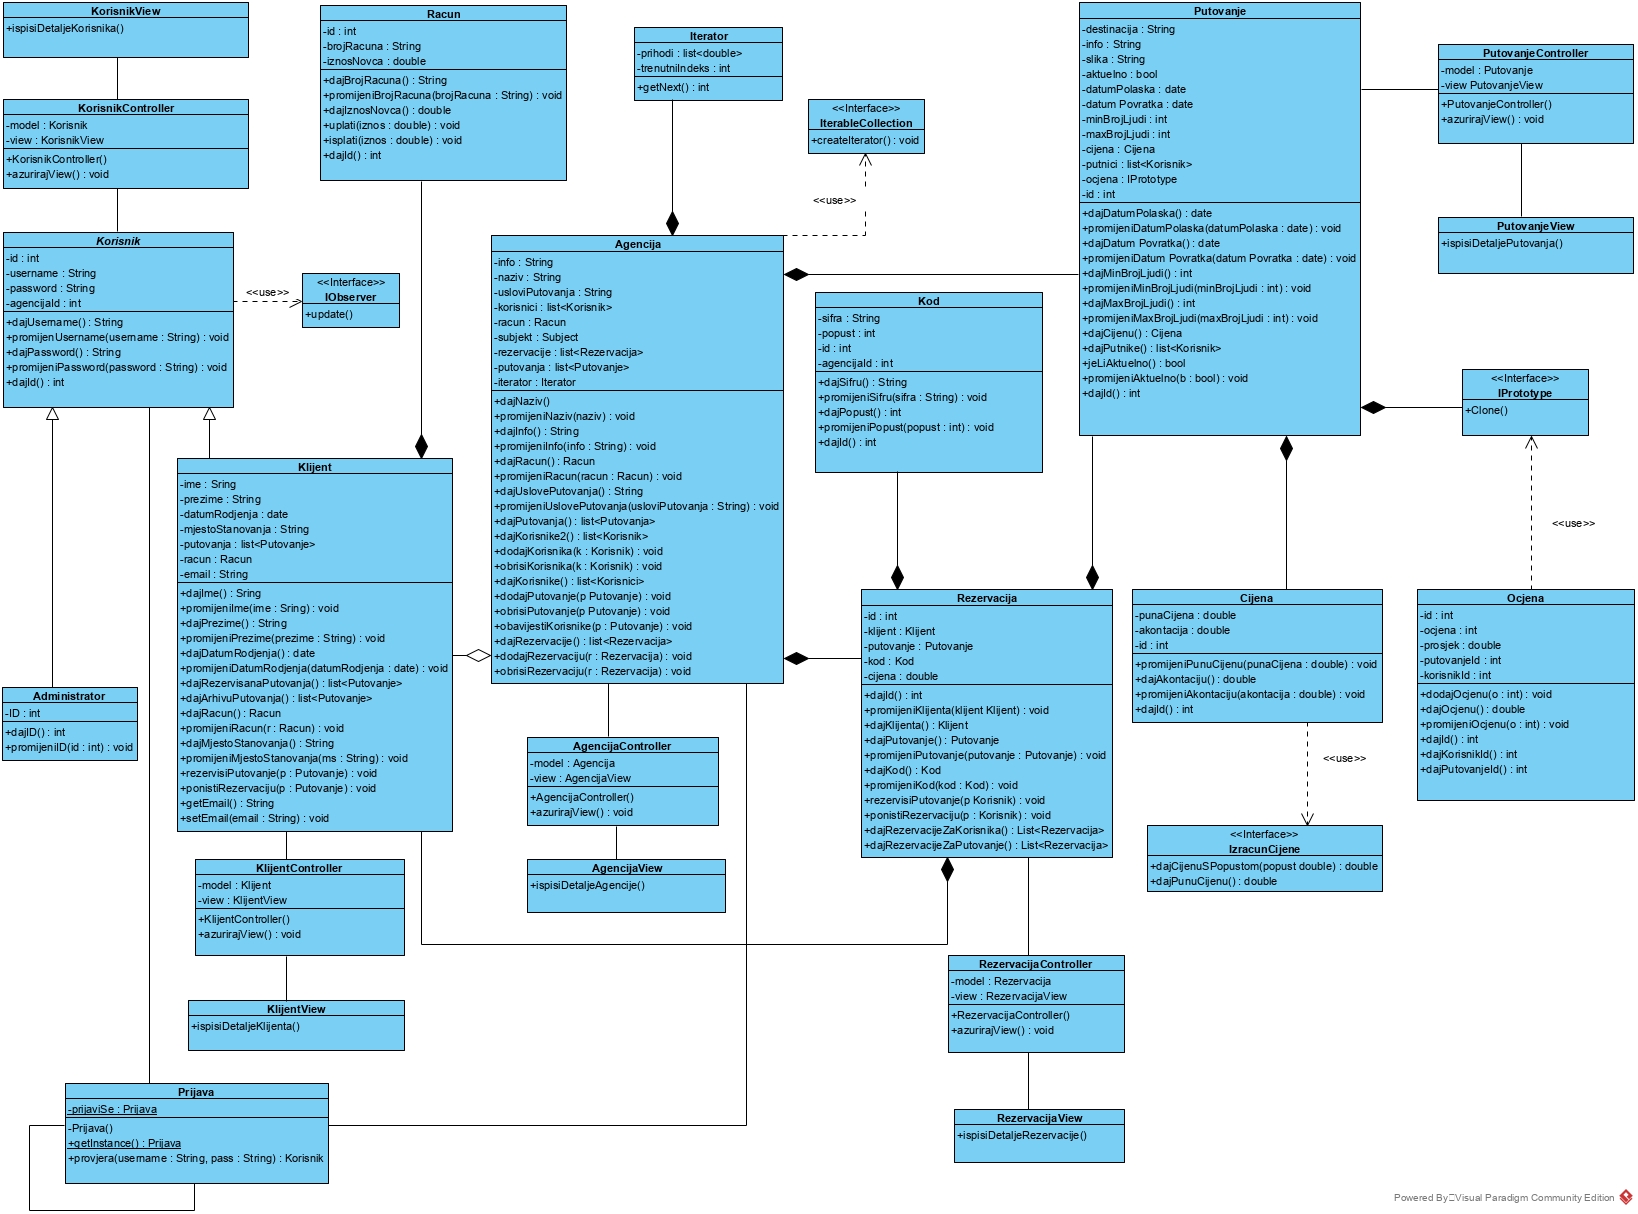 KorisnikView
+ispisiDetaljeKorisnika()
KorisnikController
-model : Korisnik
-view : KorisnikView
+KorisnikController()
+azurirajView() : void
Korisnik
-id : int
-username : String
-password : String
-agencijaId : int
+dajUsername() : String
+promijenUsername(username : String) : void
+dajPassword() : String
+promijeniPassword(password : String) : void
+dajId() : int
<<use>>
<<Interface>>
IObserver
+update()
Racun
-id : int
-brojRacuna : String
-iznosNovca : double
+dajBrojRacuna() : String
+promijeniBrojRacuna(brojRacuna : String) : void
+dajIznosNovca() : double
+uplati(iznos : double) : void
+isplati(iznos : double) : void
+dajId() : int
Iterator
-prihodi : list<double>
-trenutniIndeks : int
+getNext() : int
<<Interface>>
IterableCollection
+createIterator() : void
<<use>>
Agencija
-info : String
-naziv : String
-usloviPutovanja : String
-korisnici : list<Korisnik>
-racun : Racun
-subjekt : Subject
-rezervacije : list<Rezervacija>
-putovanja : list<Putovanje>
-iterator : Iterator
+dajNaziv()
+promijeniNaziv(naziv) : void
+dajInfo() : String
+promijeniInfo(info : String) : void
+dajRacun() : Racun
+promijeniRacun(racun : Racun) : void
+dajUslovePutovanja() : String
+promijeniUslovePutovanja(usloviPutovanja : String) : void
+dajPutovanja() : list<Putovanja>
+dajKorisnike2() : list<Korisnik>
+dodajKorisnika(k : Korisnik) : void
+obrisiKorisnika(k : Korisnik) : void
+dajKorisnike() : list<Korisnici>
+dodajPutovanje(p Putovanje) : void
+obrisiPutovanje(p Putovanje) : void
+obavijestiKorisnike(p : Putovanje) : void
+dajRezervacije() : list<Rezervacija>
+dodajRezervaciju(r : Rezervacija) : void
+obrisiRezervaciju(r : Rezervacija) : void
Kod
-sifra : String
-popust : int
-id : int
-agencijaId : int
+dajSifru() : String
+promijeniSifru(sifra : String) : void
+dajPopust() : int
+promijeniPopust(popust : int) : void
+dajId() : int
Putovanje
-destinacija : String
-info : String
-slika : String
-aktuelno : bool
-datumPolaska : date
-datum Povratka : date
-minBrojLjudi : int
-maxBrojLjudi : int
-cijena : Cijena
-putnici : list<Korisnik>
-ocjena : IPrototype
-id : int
+dajDatumPolaska() : date
+promijeniDatumPolaska(datumPolaska : date) : void
+dajDatum Povratka() : date
+promijeniDatum Povratka(datum Povratka : date) : void
+dajMinBrojLjudi() : int
+promijeniMinBrojLjudi(minBrojLjudi : int) : void
+dajMaxBrojLjudi() : int
+promijeniMaxBrojLjudi(maxBrojLjudi : int) : void
+dajCijenu() : Cijena
+dajPutnike() : list<Korisnik>
+jeLiAktuelno() : bool
+promijeniAktuelno(b : bool) : void
+dajId() : int
PutovanjeController
-model : Putovanje
-view PutovanjeView
+PutovanjeController()
+azurirajView() : void
PutovanjeView
+ispisiDetaljePutovanja()
<<Interface>>
IPrototype
+Clone()
<<use>>
Klijent
-ime : Sring
-prezime : String
-datumRodjenja : date
-mjestoStanovanja : String
-putovanja : list<Putovanje>
-racun : Racun
-email : String
+dajIme() : Sring
+promijeniIme(ime : Sring) : void
+dajPrezime() : String
+promijeniPrezime(prezime : String) : void
+dajDatumRodjenja() : date
+promijeniDatumRodjenja(datumRodjenja : date) : void
+dajRezervisanaPutovanja() : list<Putovanje>
+dajArhivuPutovanja() : list<Putovanje>
+dajRacun() : Racun
+promijeniRacun(r : Racun) : void
+dajMjestoStanovanja() : String
+promijeniMjestoStanovanja(ms : String) : void
+rezervisiPutovanje(p : Putovanje) : void
+ponistiRezervaciju(p : Putovanje) : void
+getEmail() : String
+setEmail(email : String) : void
Administrator
-ID : int
+dajID() : int
+promijeniID(id : int) : void
Rezervacija
-id : int
-klijent : Klijent
-putovanje : Putovanje
-kod : Kod
-cijena : double
+dajId() : int
+promijeniKlijenta(klijent Klijent) : void
+dajKlijenta() : Klijent
+dajPutovanje() : Putovanje
+promijeniPutovanje(putovanje : Putovanje) : void
+dajKod() : Kod
+promijeniKod(kod : Kod) : void
+rezervisiPutovanje(p Korisnik) : void
+ponistiRezervaciju(p : Korisnik) : void
+dajRezervacijeZaKorisnika() : List<Rezervacija>
+dajRezervacijeZaPutovanje() : List<Rezervacija>
Cijena
-punaCijena : double
-akontacija : double
-id : int
+promijeniPunuCijenu(punaCijena : double) : void
+dajAkontaciju() : double
+promijeniAkontaciju(akontacija : double) : void
+dajId() : int
<<use>>
<<Interface>>
IzracunCijene
+dajCijenuSPopustom(popust double) : double
+dajPunuCijenu() : double
Ocjena
-id : int
-ocjena : int
-prosjek : double
-putovanjeId : int
-korisnikId : int
+dodajOcjenu(o : int) : void
+dajOcjenu() : double
+promijeniOcjenu(o : int) : void
+dajId() : int
+dajKorisnikId() : int
+dajPutovanjeId() : int
AgencijaController
-model : Agencija
-view : AgencijaView
+AgencijaController()
+azurirajView() : void
AgencijaView
+ispisiDetaljeAgencije()
KlijentController
-model : Klijent
-view : KlijentView
+KlijentController()
+azurirajView() : void
KlijentView
+ispisiDetaljeKlijenta()
RezervacijaController
-model : Rezervacija
-view : RezervacijaView
+RezervacijaController()
+azurirajView() : void
RezervacijaView
+ispisiDetaljeRezervacije()
Prijava
-prijaviSe : Prijava
-Prijava()
+getInstance() : Prijava
+provjera(username : String, pass : String) : Korisnik
Powered By Visual Paradigm Community Edition